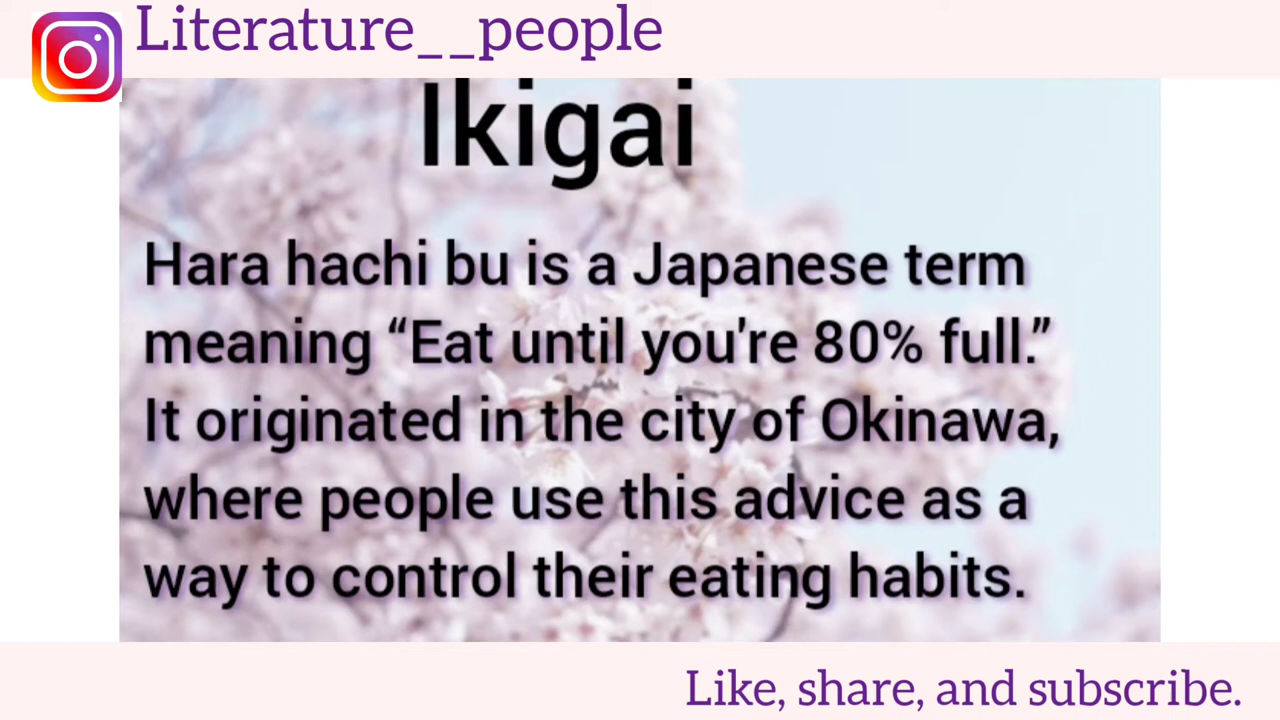 Literature__people
Ikigai
Hara hachi bu is a Japanese term
meaning “Eat until you're 80% full.”
It originated in the city of Okinawa,
where people use this advice as a
way to control their eating habits.
Like, share, and subscribe.